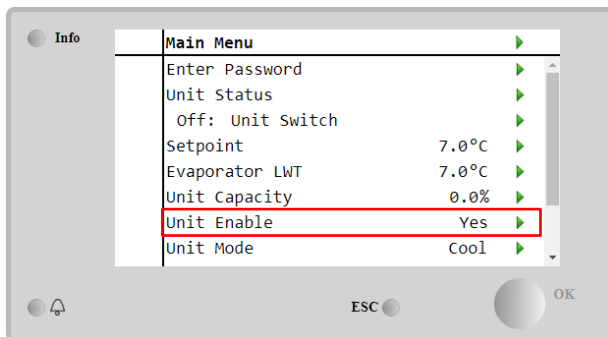 Info
Main Menu
Enter Password
Unit Status
Off: Unit Switch
Setpoint 7.0°C
Evaporator LWT 7.0°C
Unit Capacity 0.0%
Unit Enable Yes
Unit Mode Cool
ESC
OK